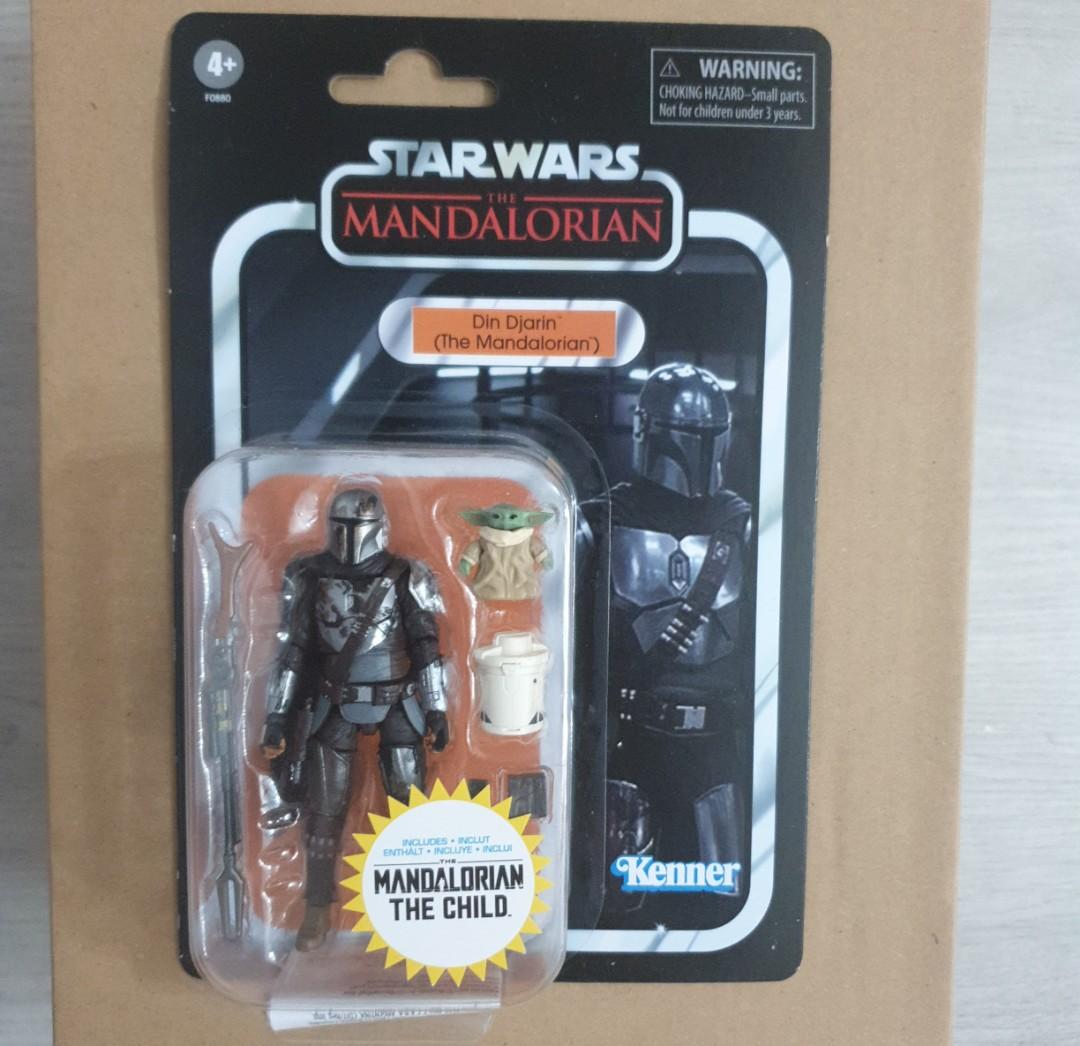 4+
F0880
WARNING:
CHOKING HAZARD–Small parts.
Not for children under 3 years.
STAR WARS
THE
MANDALORIAN
Din Djarin™
(The Mandalorian™)
INCLUDES • INCLUT
ENTHÄLT • INCLUYE • INCLUI
THE
MANDALORIAN
THE CHILD™
Kenner